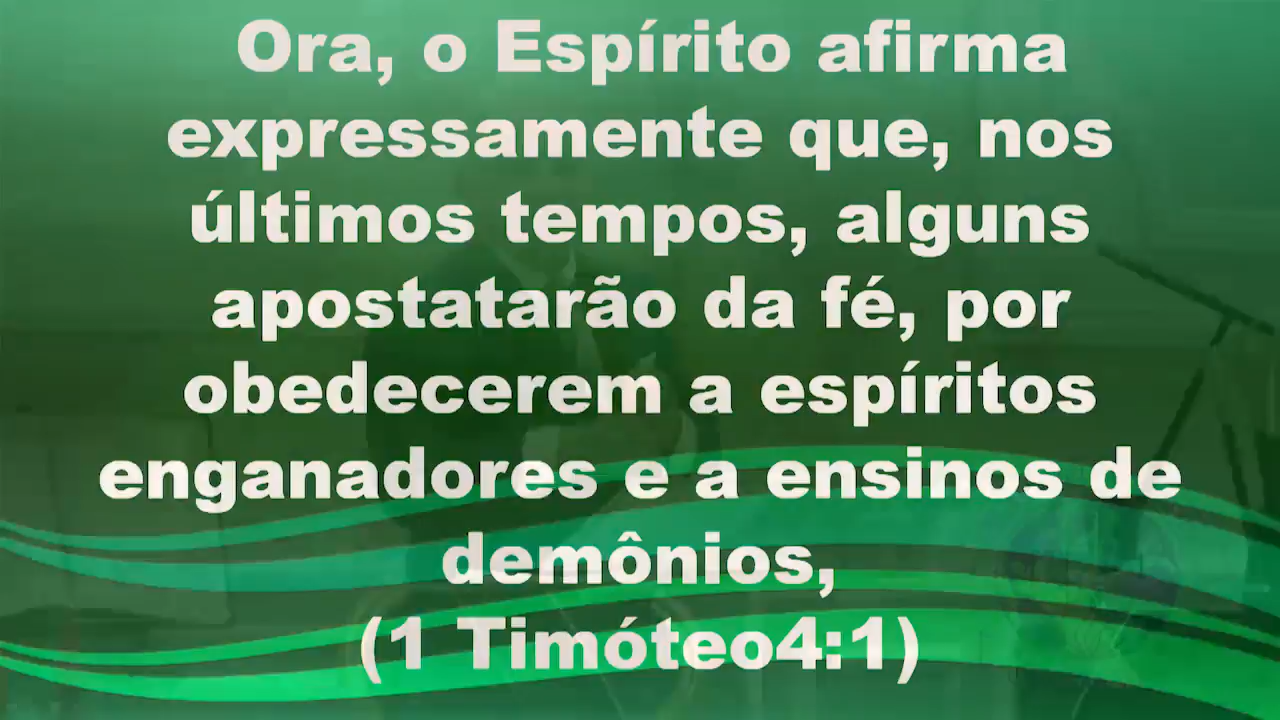 Ora, o Espírito afirma
expressamente que, nos
últimos tempos, alguns
apostatarão da fé, por
obedecerem a espíritos
enganadores e a ensinos de
demônios,
(1 Timóteo4:1)